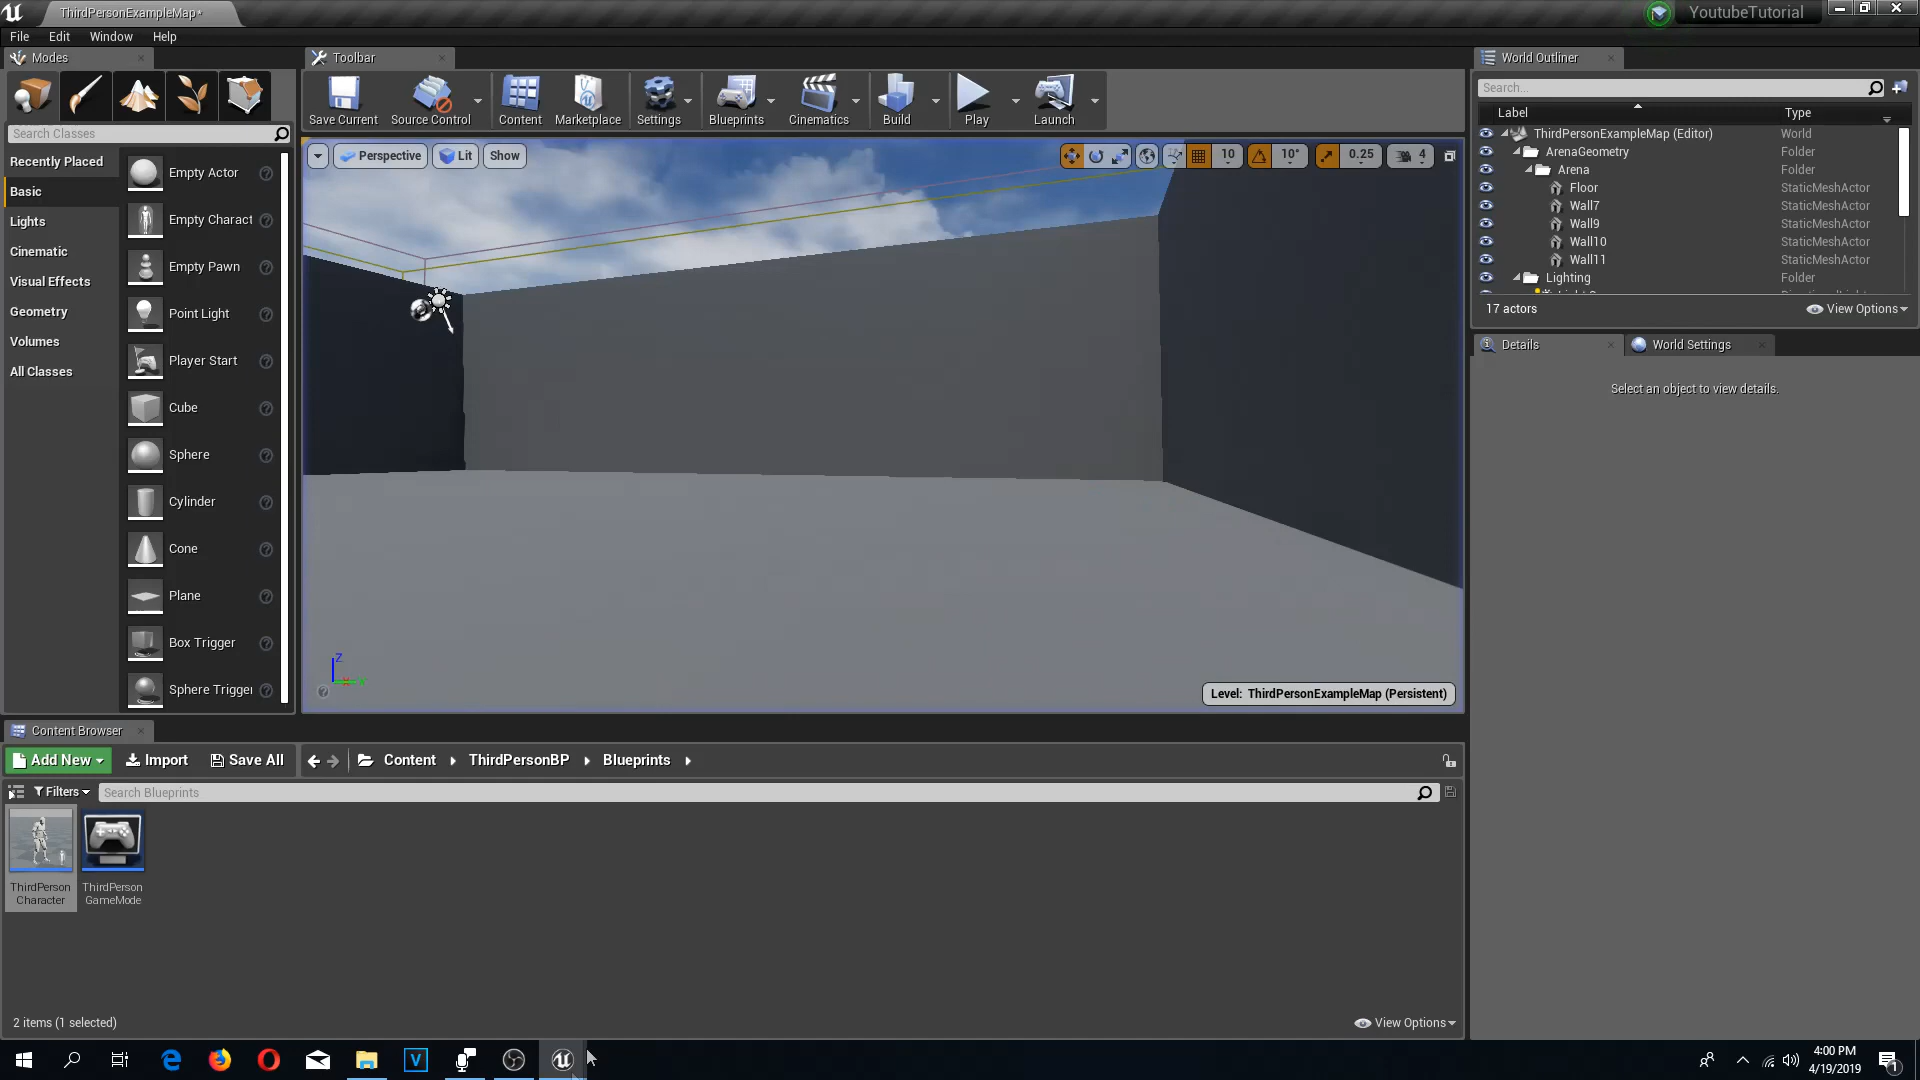 ThirdPersonExampleMap*
YoutubeTutorial
File Edit Window Help
Modes
Toolbar
World Outliner
Save Current
Source Control
Content
Marketplace
Settings
Blueprints
Cinematics
Build
Play
Launch
Search...
Label
Type
Search Classes
Recently Placed
Basic
Lights
Cinematic
Visual Effects
Geometry
Volumes
All Classes
Empty Actor
Empty Charact
Empty Pawn
Point Light
Player Start
Cube
Sphere
Cylinder
Cone
Plane
Box Trigger
Sphere Trigger
Perspective
Lit
Show
10
10°
0.25
4
Z
Level: ThirdPersonExampleMap (Persistent)
ThirdPersonExampleMap (Editor) World
ArenaGeometry Folder
Arena Folder
Floor StaticMeshActor
Wall7 StaticMeshActor
Wall9 StaticMeshActor
Wall10 StaticMeshActor
Wall11 StaticMeshActor
Lighting Folder
17 actors
View Options
Details
World Settings
Select an object to view details.
Content Browser
Add New
Import
Save All
Content
ThirdPersonBP
Blueprints
Filters
Search Blueprints
ThirdPerson
Character
ThirdPerson
GameMode
2 items (1 selected)
View Options
V
4:00 PM
4/19/2019
1